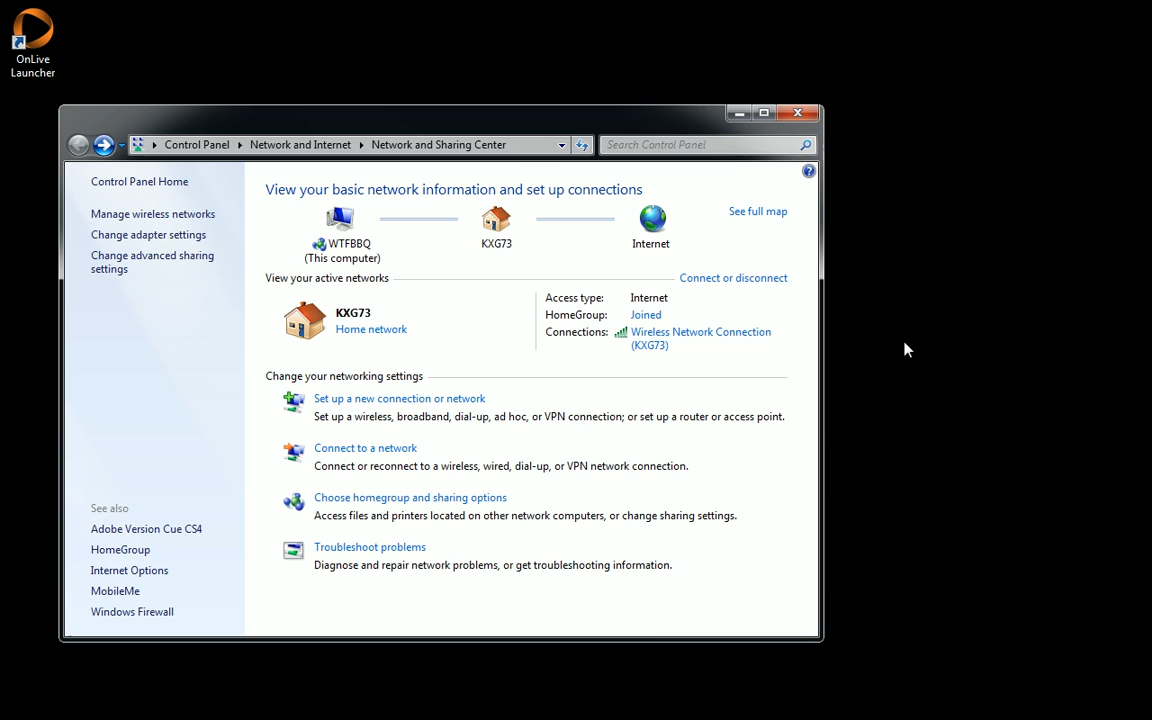 OnLive
Launcher
Control Panel Network and Internet Network and Sharing Center
Search Control Panel
Control Panel Home
Manage wireless networks
Change adapter settings
Change advanced sharing
settings
See also
Adobe Version Cue CS4
HomeGroup
Internet Options
MobileMe
Windows Firewall
View your basic network information and set up connections
See full map
WTFBBQ
(This computer)
KXG73
Internet
View your active networks
Connect or disconnect
KXG73
Home network
Access type: Internet
HomeGroup: Joined
Connections: Wireless Network Connection
(KXG73)
Change your networking settings
Set up a new connection or network
Set up a wireless, broadband, dial-up, ad hoc, or VPN connection; or set up a router or access point.
Connect to a network
Connect or reconnect to a wireless, wired, dial-up, or VPN network connection.
Choose homegroup and sharing options
Access files and printers located on other network computers, or change sharing settings.
Troubleshoot problems
Diagnose and repair network problems, or get troubleshooting information.